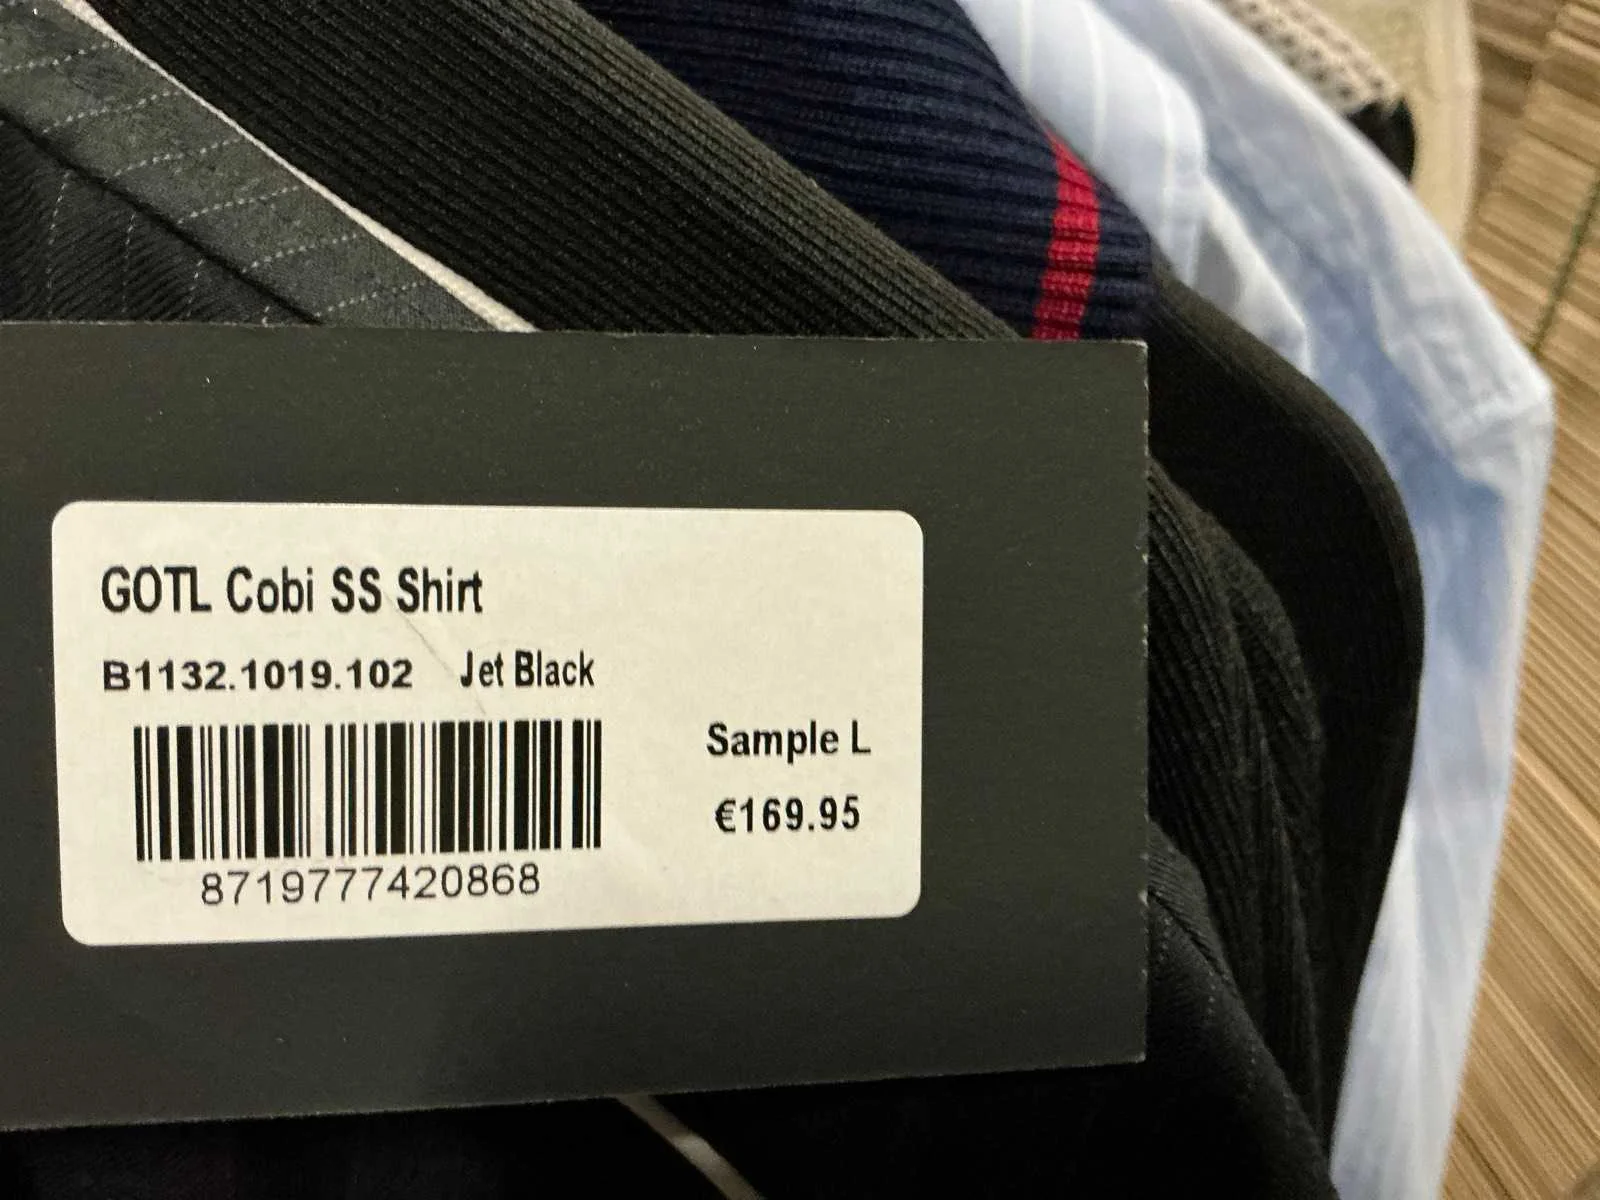 GOTL Cobi SS Shirt
B1132.1019.102 Jet Black
Sample L
€169.95
8719777420868